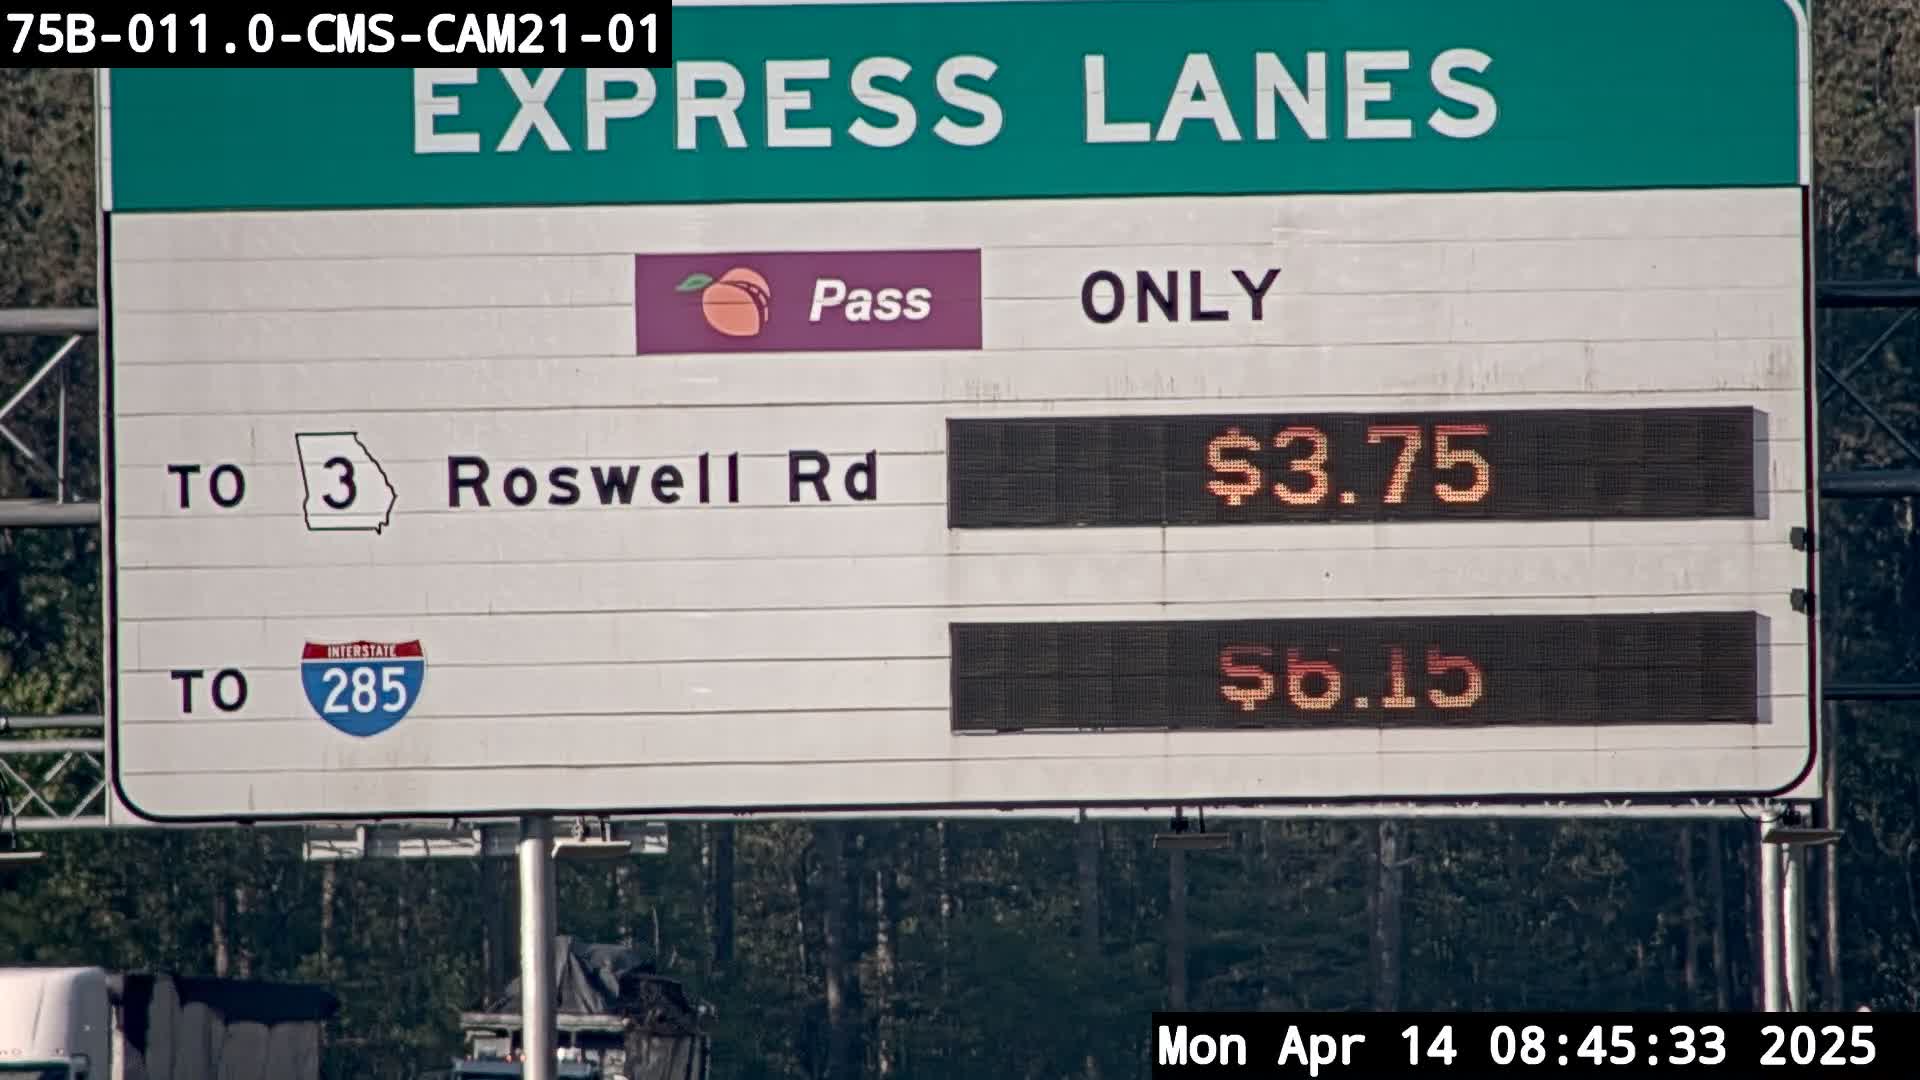 75B-011.0-CMS-CAM21-01
EXPRESS LANES
Pass ONLY
TO 3 Roswell Rd $3.75
INTERSTATE
TO 285 $6.15
Mon Apr 14 08:45:33 2025